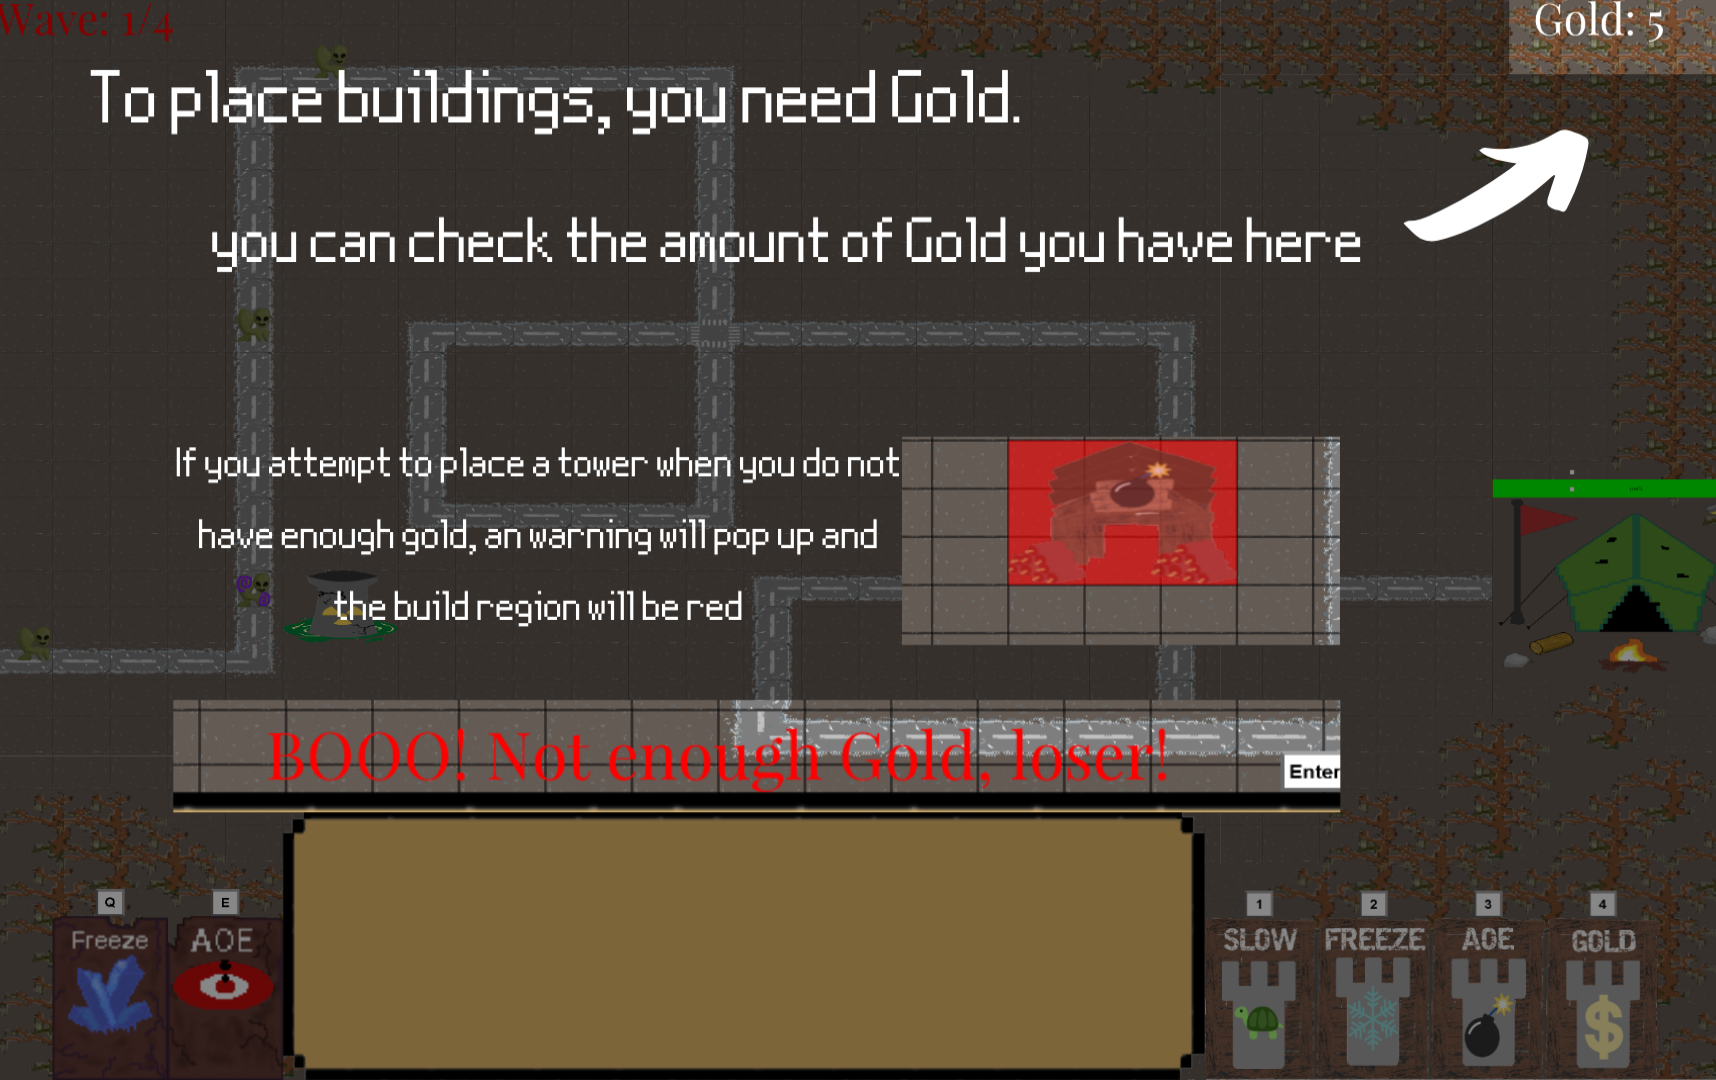 Wave: 1/4
Gold: 5
To place buildings, you need Gold.
you can check the amount of Gold you have here
If you attempt to place a tower when you do not
have enough gold, an warning will pop up and
the build region will be red
BOOO! Not enough Gold, loser!
Enter
Q
E
1
2
3
4
Freeze
AOE
SLOW
FREEZE
AOE
GOLD
$